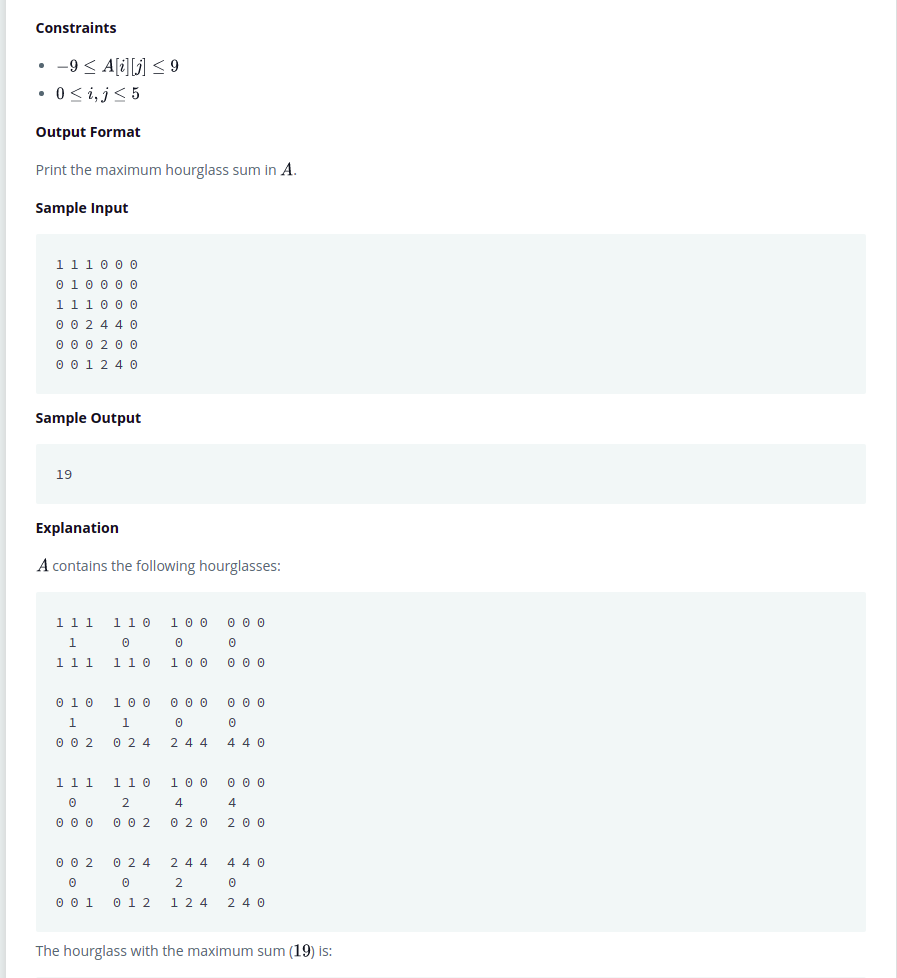 Constraints
• −9 ≤ A[i][j] ≤ 9
• 0 ≤ i, j ≤ 5
Output Format
Print the maximum hourglass sum in A.
Sample Input
1 1 1 0 0 0
0 1 0 0 0 0
1 1 1 0 0 0
0 0 2 4 4 0
0 0 0 2 0 0
0 0 1 2 4 0
Sample Output
19
Explanation
A contains the following hourglasses:
1 1 1   1 1 0   1 0 0   0 0 0
  1       0       0       0
1 1 1   1 1 0   1 0 0   0 0 0
0 1 0   1 0 0   0 0 0   0 0 0
  1       1       0       0
0 0 2   0 2 4   2 4 4   4 4 0
1 1 1   1 1 0   1 0 0   0 0 0
  0       2       4       4
0 0 0   0 0 2   0 2 0   2 0 0
0 0 2   0 2 4   2 4 4   4 4 0
  0       0       2       0
0 0 1   0 1 2   1 2 4   2 4 0
The hourglass with the maximum sum (19) is: